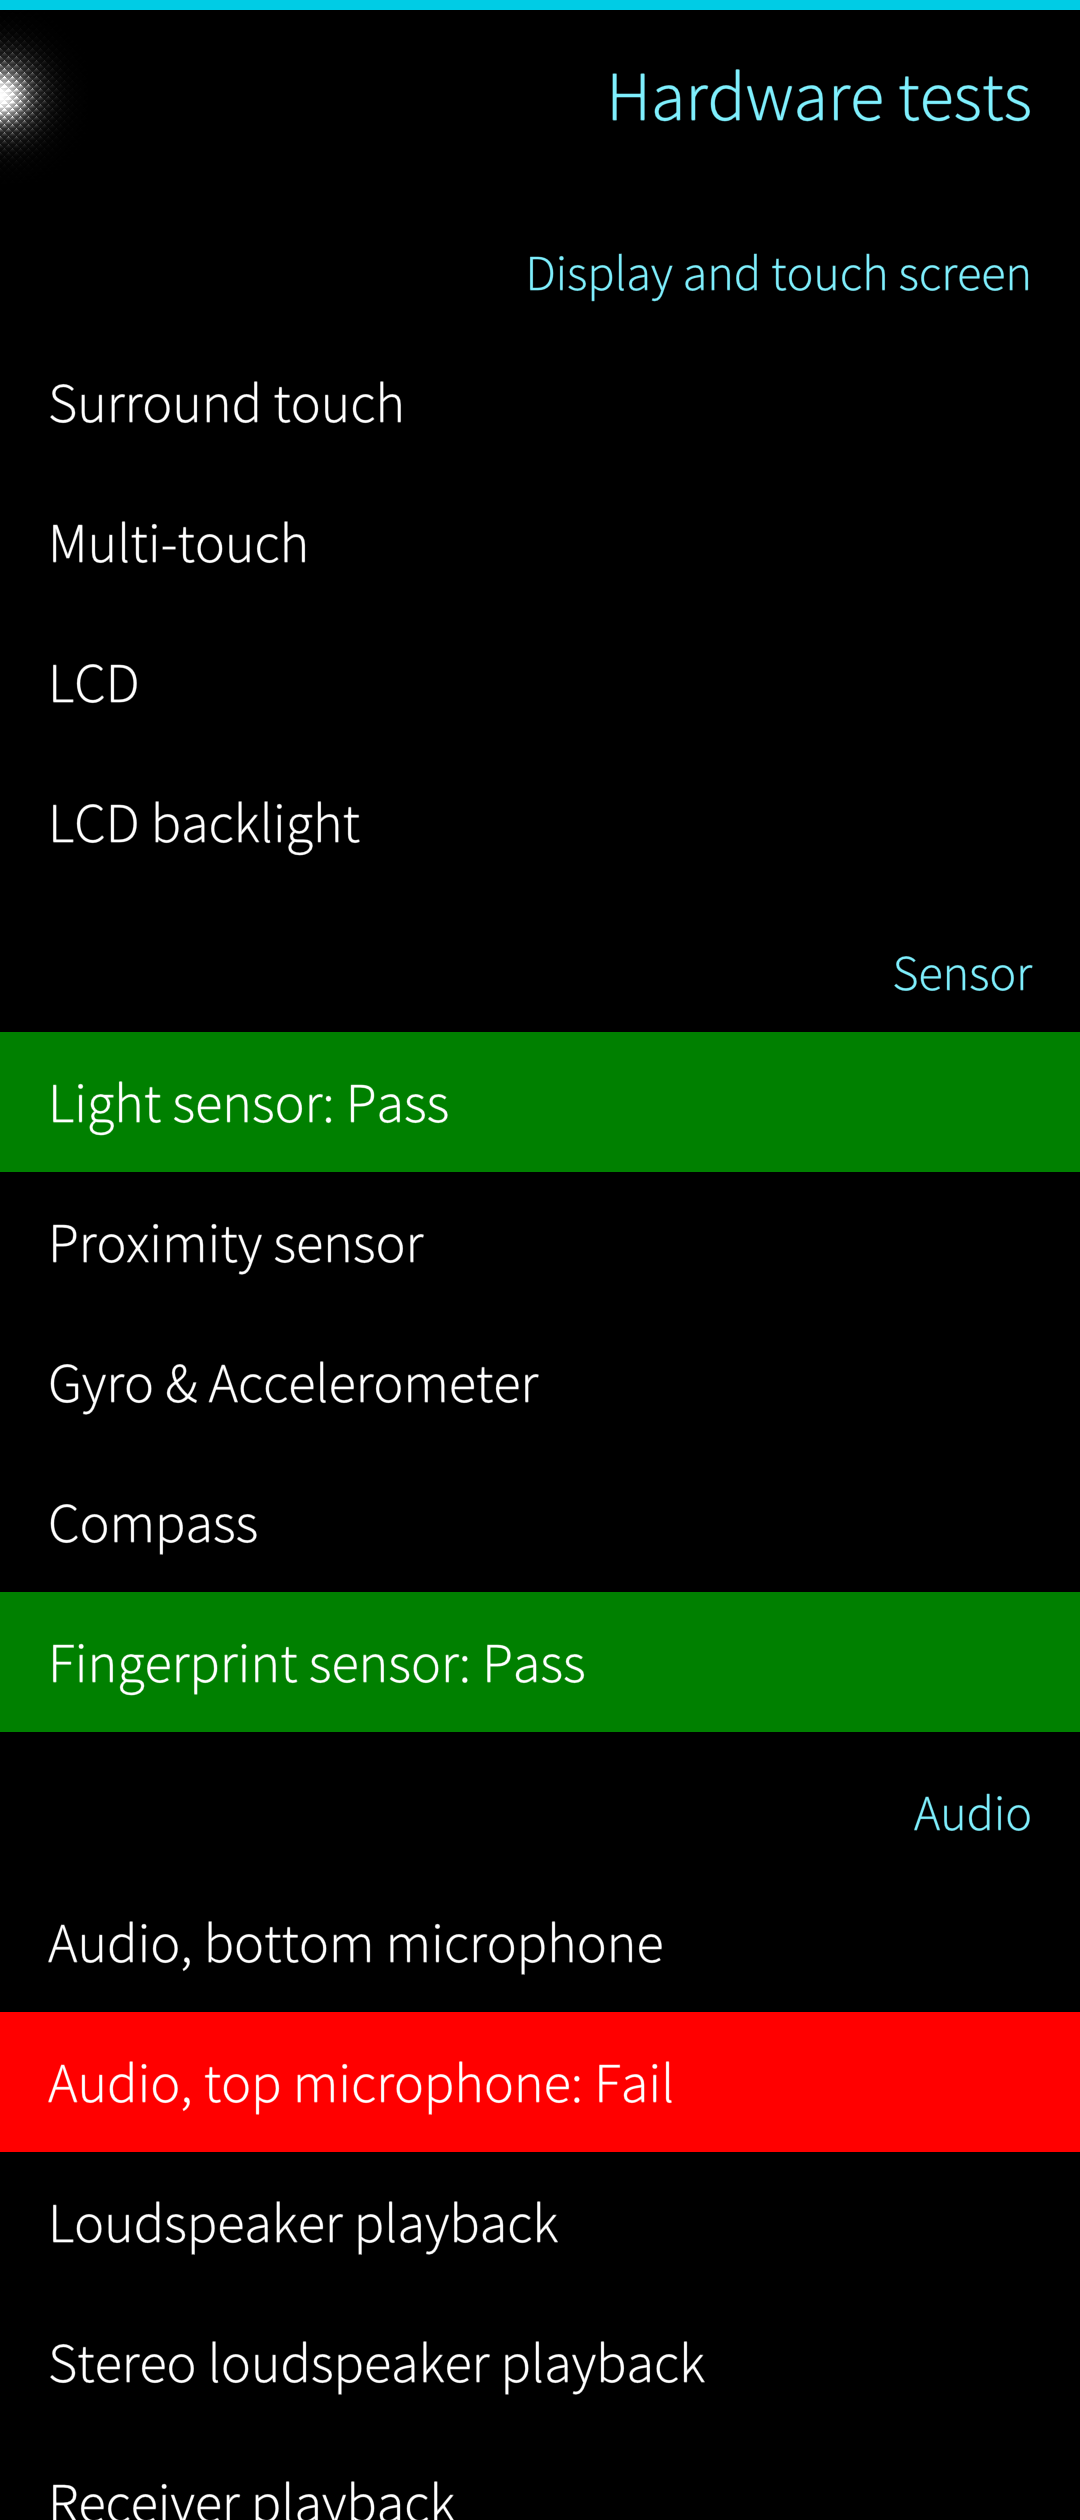 Hardware tests
Display and touch screen
Surround touch
Multi-touch
LCD
LCD backlight
Sensor
Light sensor: Pass
Proximity sensor
Gyro & Accelerometer
Compass
Fingerprint sensor: Pass
Audio
Audio, bottom microphone
Audio, top microphone: Fail
Loudspeaker playback
Stereo loudspeaker playback
Receiver playback